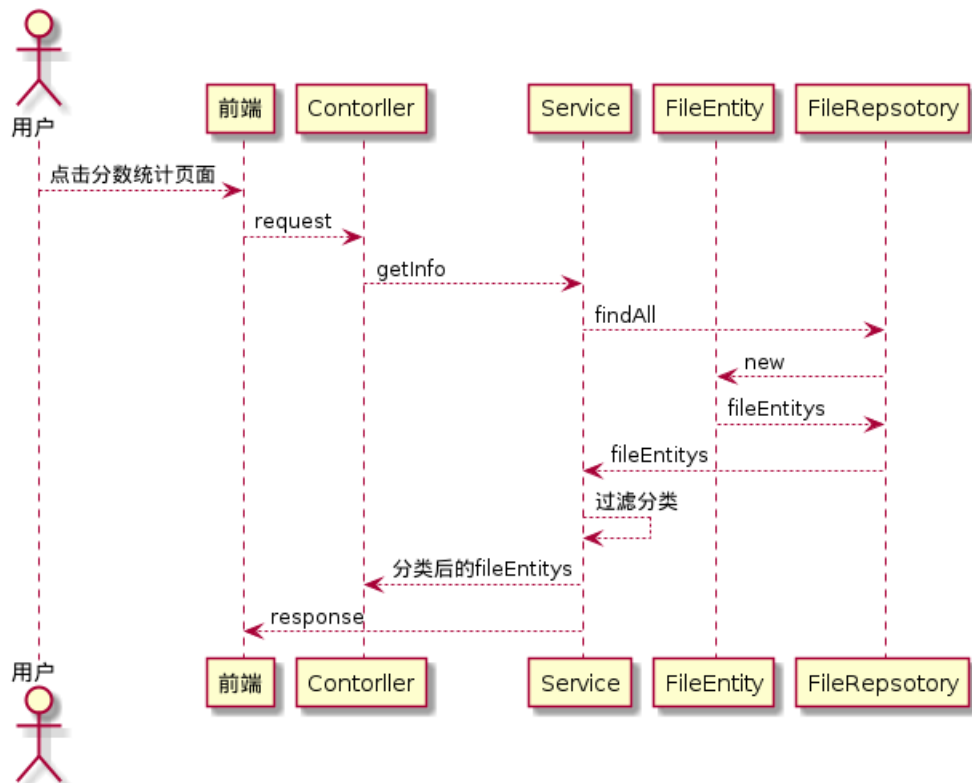 用户
前端
Contorller
Service
FileEntity
FileRepsotory
点击分数统计页面
request
getInfo
findAll
new
fileEntitys
fileEntitys
过滤分类
分类后的fileEntitys
response
用户
前端
Contorller
Service
FileEntity
FileRepsotory